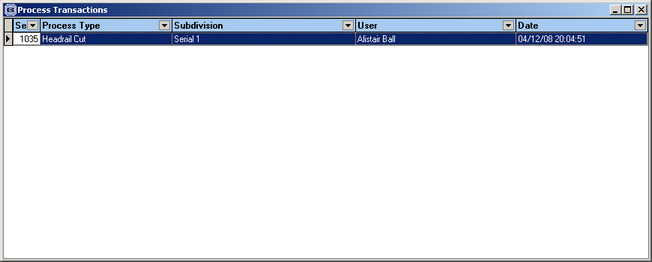 Process Transactions
Se Process Type Subdivision User Date
1035 Headrail Cut Serial 1 Alistair Ball 04/12/08 20:04:51